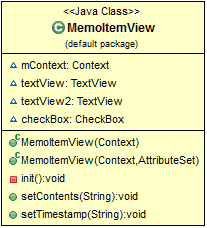 <<Java Class>>
MemoItemView
(default package)
mContext: Context
textView: TextView
textView2: TextView
checkBox: CheckBox
MemoItemView(Context)
MemoItemView(Context,AttributeSet)
init():void
setContents(String):void
setTimestamp(String):void